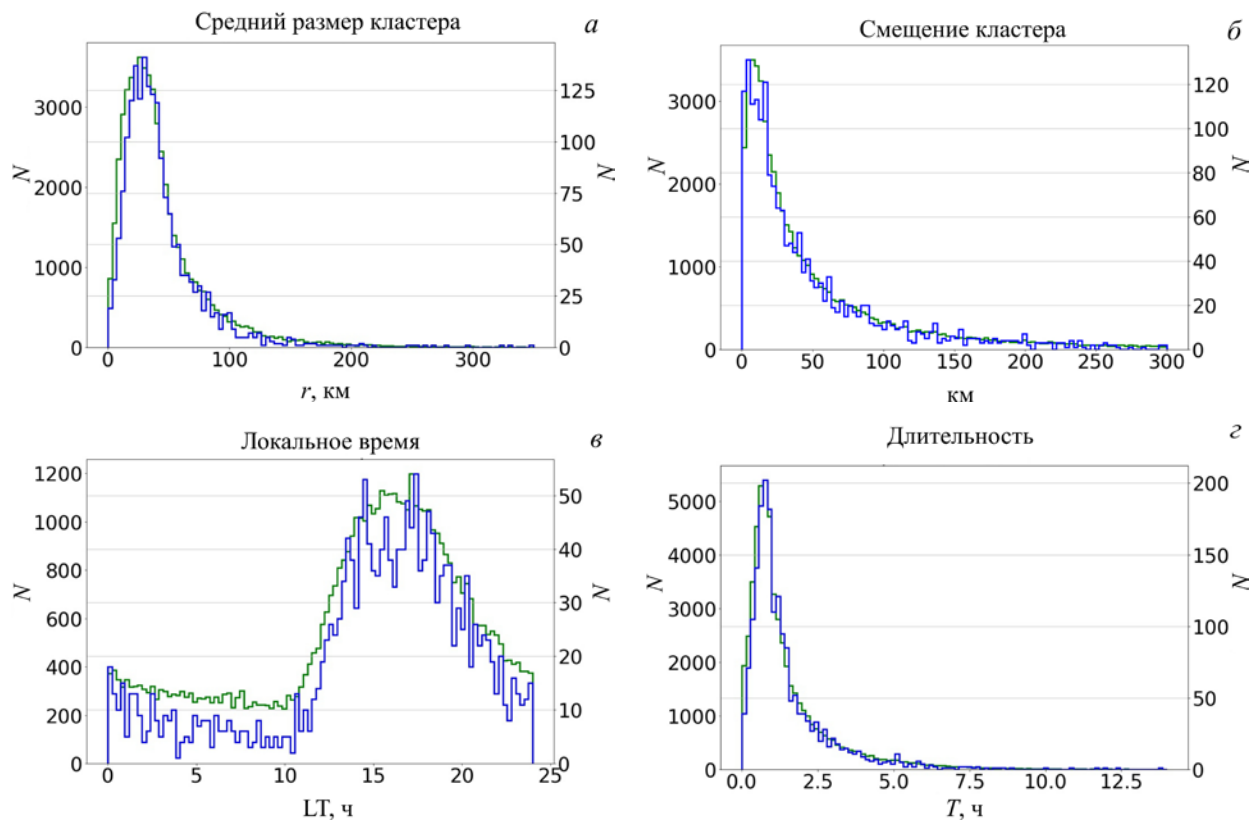 Средний размер кластера
а
3000
2000
1000
0
N
125
100
75
50
25
0
N
0 100 200 300
r, км
Смещение кластера
б
3000
2000
1000
0
N
120
100
80
60
40
20
0
N
0 50 100 150 200 250 300
км
Локальное время
в
1200
1000
800
600
400
200
0
N
50
40
30
20
10
0
N
0 5 10 15 20 25
LT, ч
Длительность
г
5000
4000
3000
2000
1000
0
N
200
150
100
50
0
N
0.0 2.5 5.0 7.5 10.0 12.5
T, ч